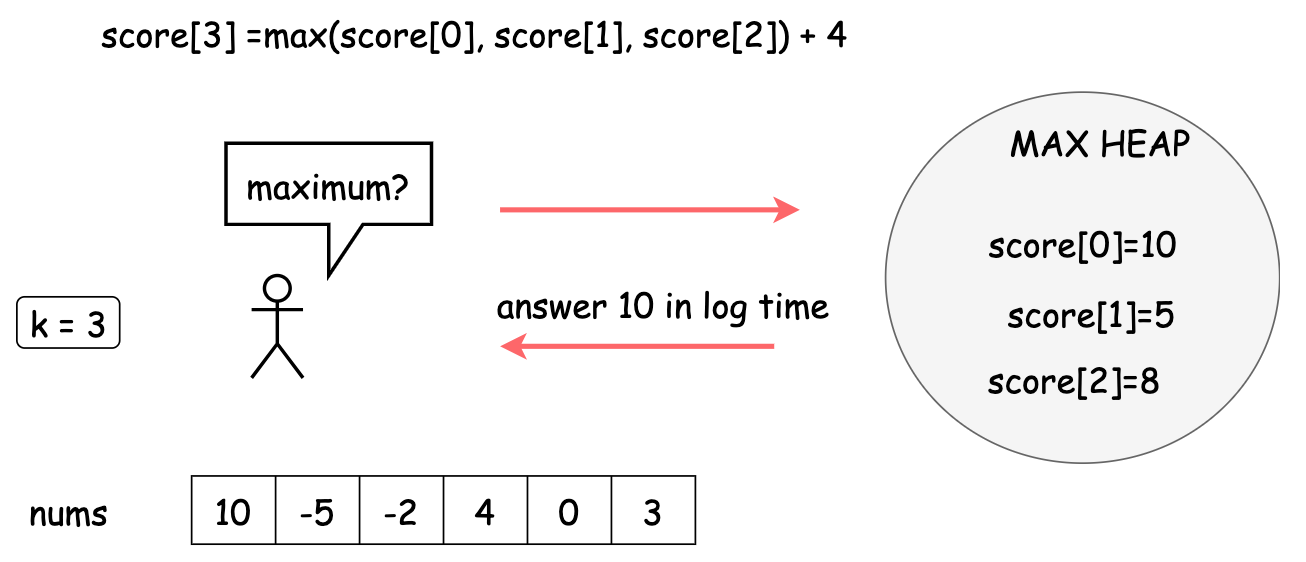 score[3] =max(score[0], score[1], score[2]) + 4
MAX HEAP
maximum?
score[0]=10
answer 10 in log time
k = 3
score[1]=5
score[2]=8
nums 10 -5 -2 4 0 3